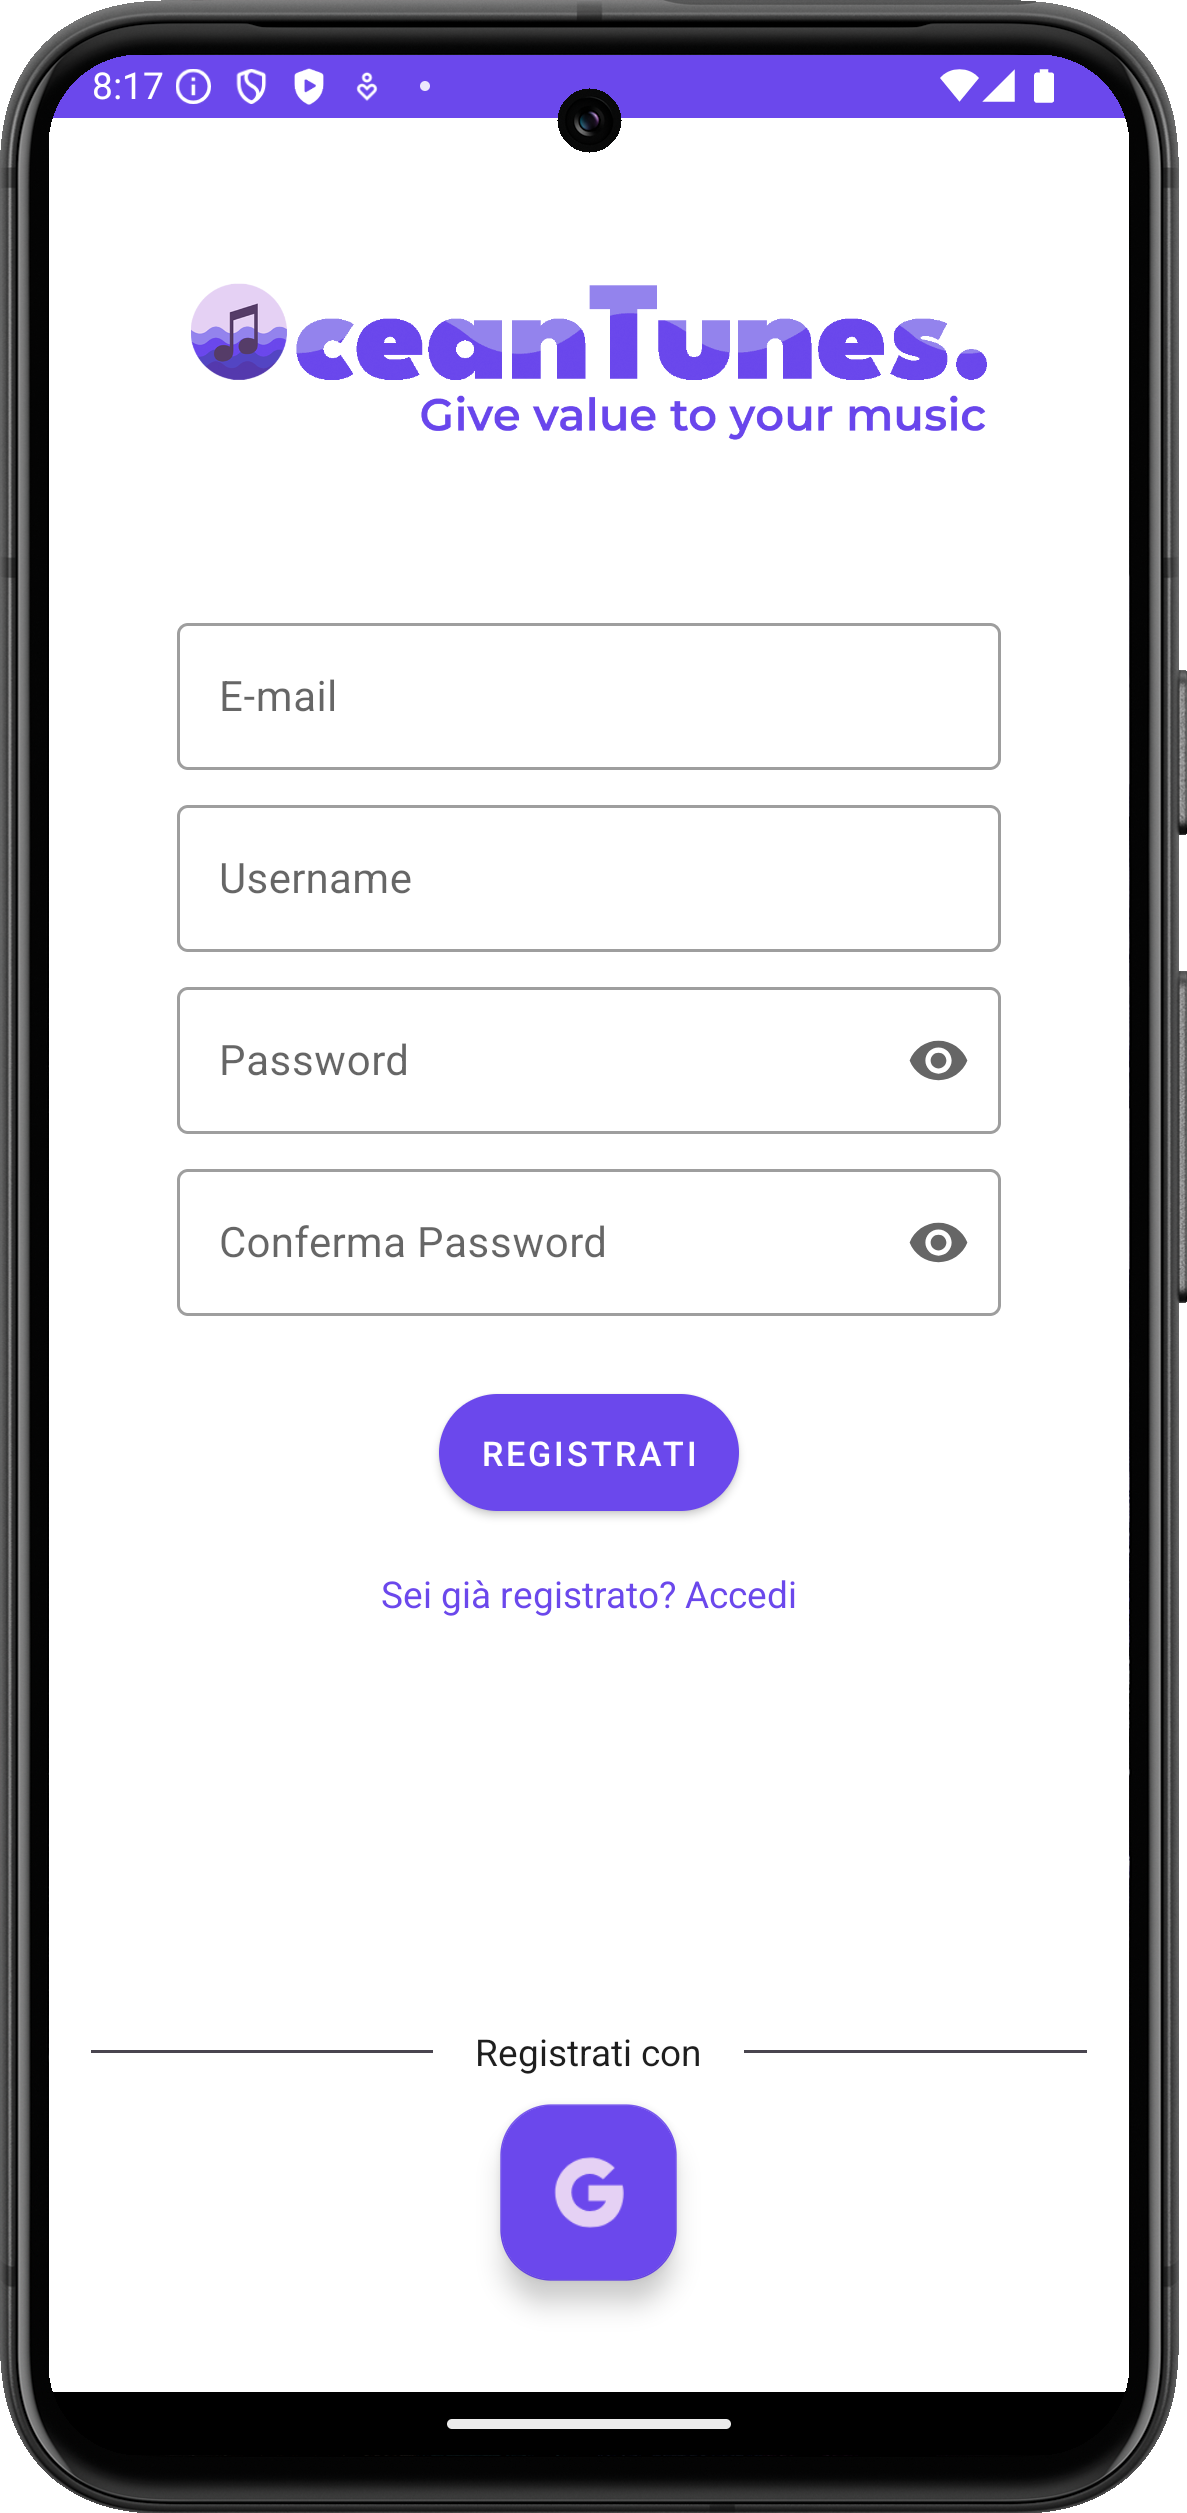 8:17
OceanTunes.
Give value to your music
E-mail
Username
Password
Conferma Password
REGISTRATI
Sei già registrato? Accedi
Registrati con
G